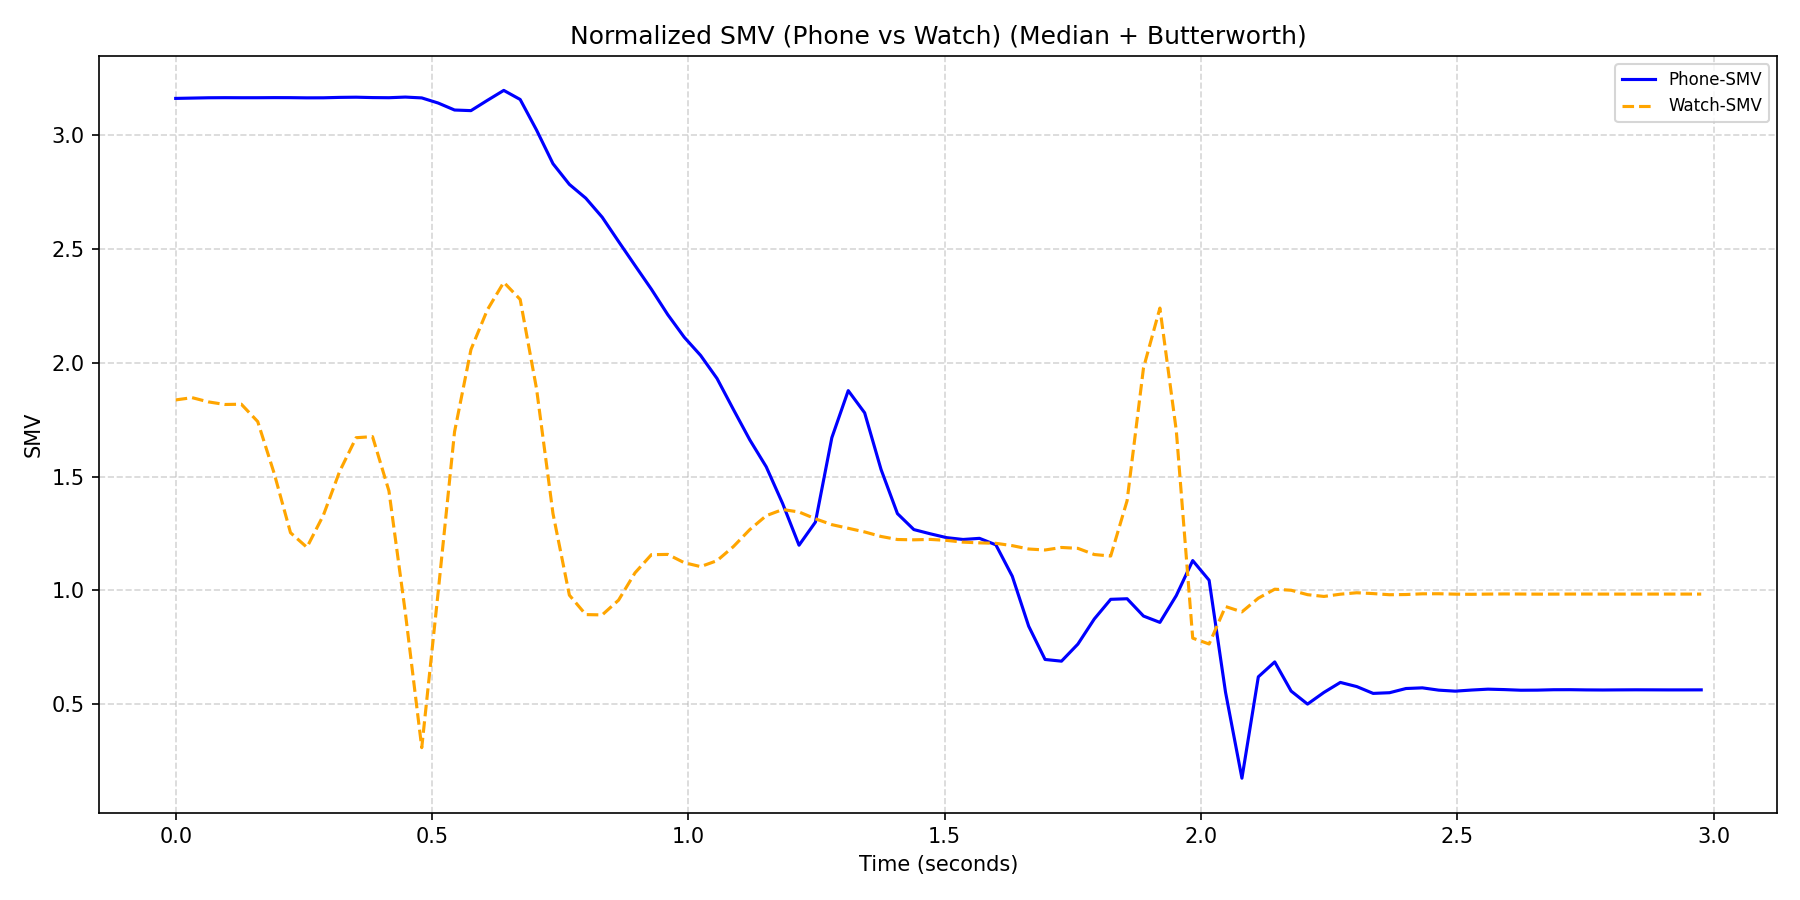 Normalized SMV (Phone vs Watch) (Median + Butterworth)
Phone-SMV
Watch-SMV
3.0
2.5
2.0
1.5
1.0
0.5
SMV
0.0 0.5 1.0 1.5 2.0 2.5 3.0
Time (seconds)